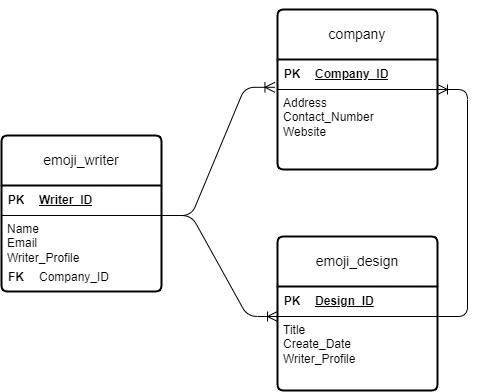 company
PK Company_ID
Address
Contact_Number
Website
emoji_writer
PK Writer_ID
Name
Email
Writer_Profile
FK Company_ID
emoji_design
PK Design_ID
Title
Create_Date
Writer_Profile